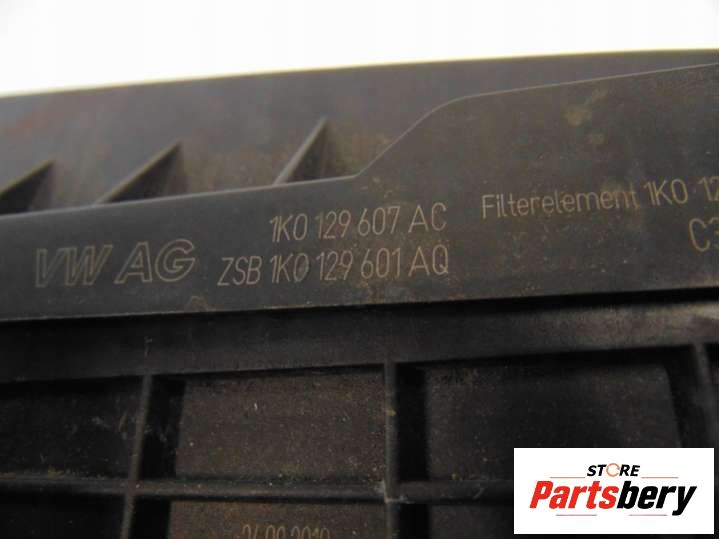 VW AG
1K0 129 607 AC
ZSB 1K0 129 601 AQ
Filterelement 1K0
STORE
Partsbery